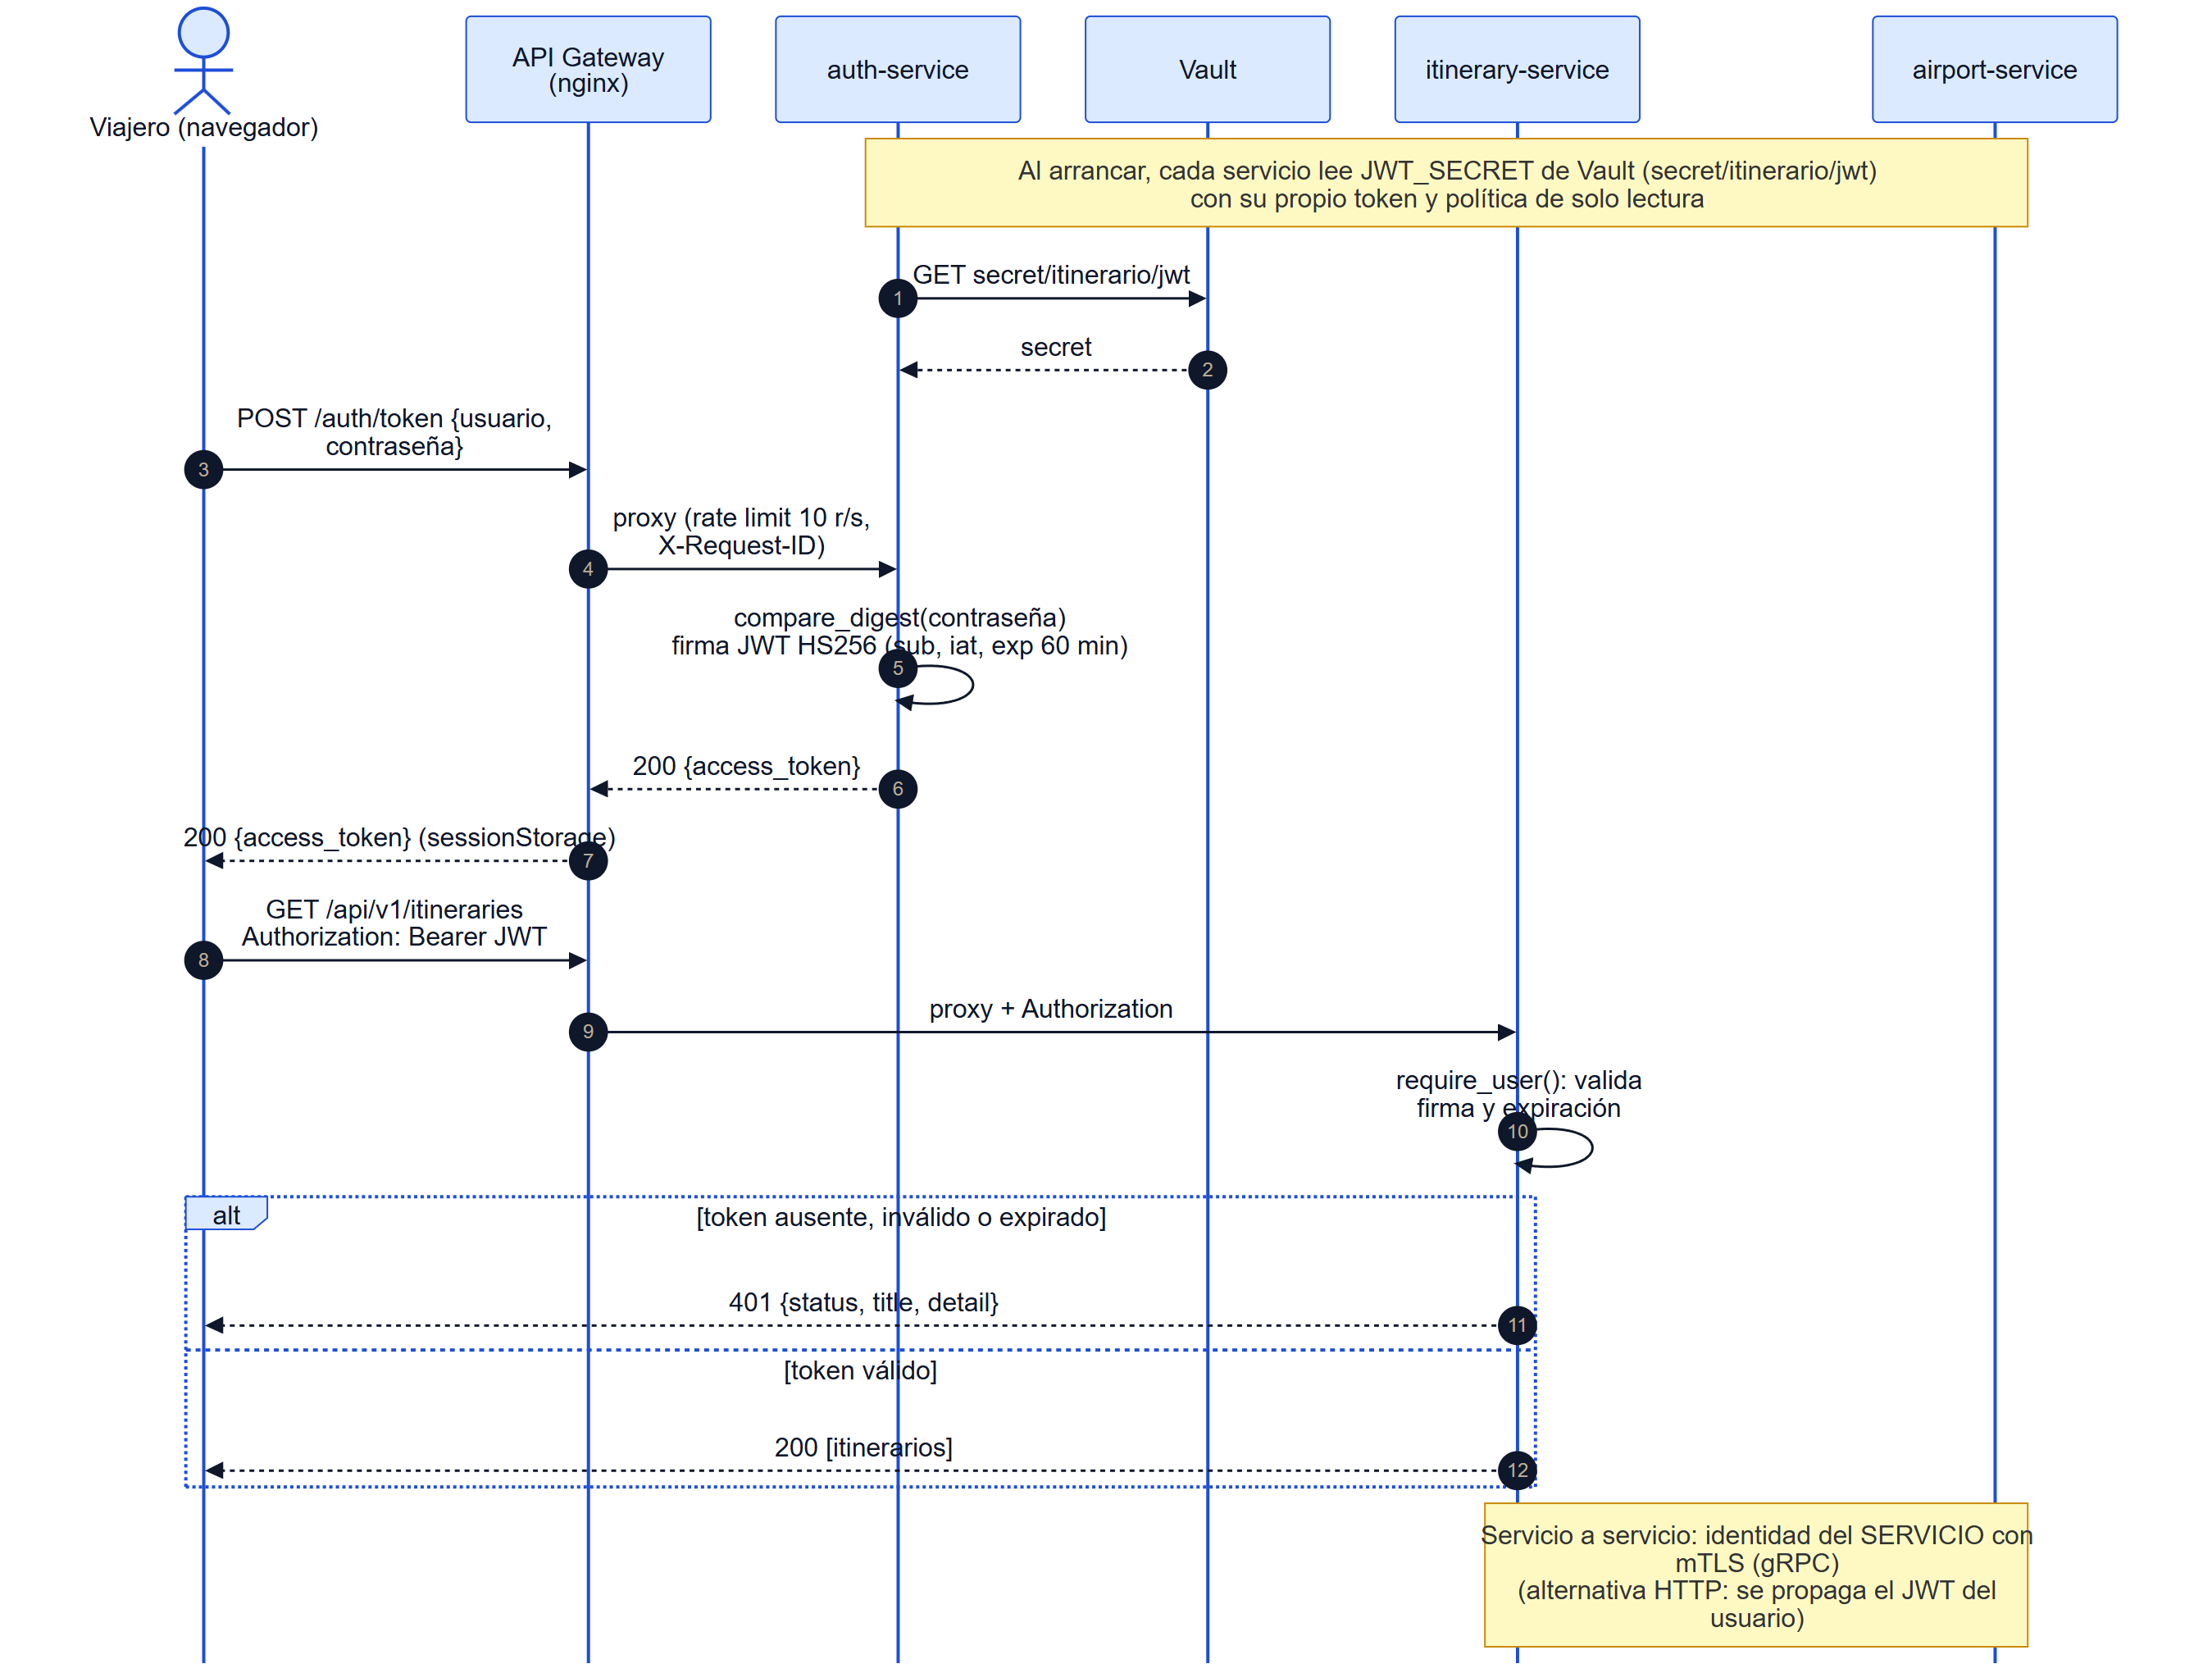 Viajero (navegador)
API Gateway
(nginx)
auth-service
Vault
itinerary-service
airport-service
Al arrancar, cada servicio lee JWT_SECRET de Vault (secret/itinerario/jwt)
con su propio token y política de solo lectura
GET secret/itinerario/jwt
1
secret
2
POST /auth/token {usuario,
contraseña}
3
proxy (rate limit 10 r/s,
X-Request-ID)
4
compare_digest(contraseña)
firma JWT HS256 (sub, iat, exp 60 min)
5
200 {access_token}
6
200 {access_token} (sessionStorage)
7
GET /api/v1/itineraries
Authorization: Bearer JWT
8
proxy + Authorization
9
require_user(): valida
firma y expiración
10
alt
[token ausente, inválido o expirado]
401 {status, title, detail}
11
[token válido]
200 [itinerarios]
12
Servicio a servicio: identidad del SERVICIO con
mTLS (gRPC)
(alternativa HTTP: se propaga el JWT del
usuario)